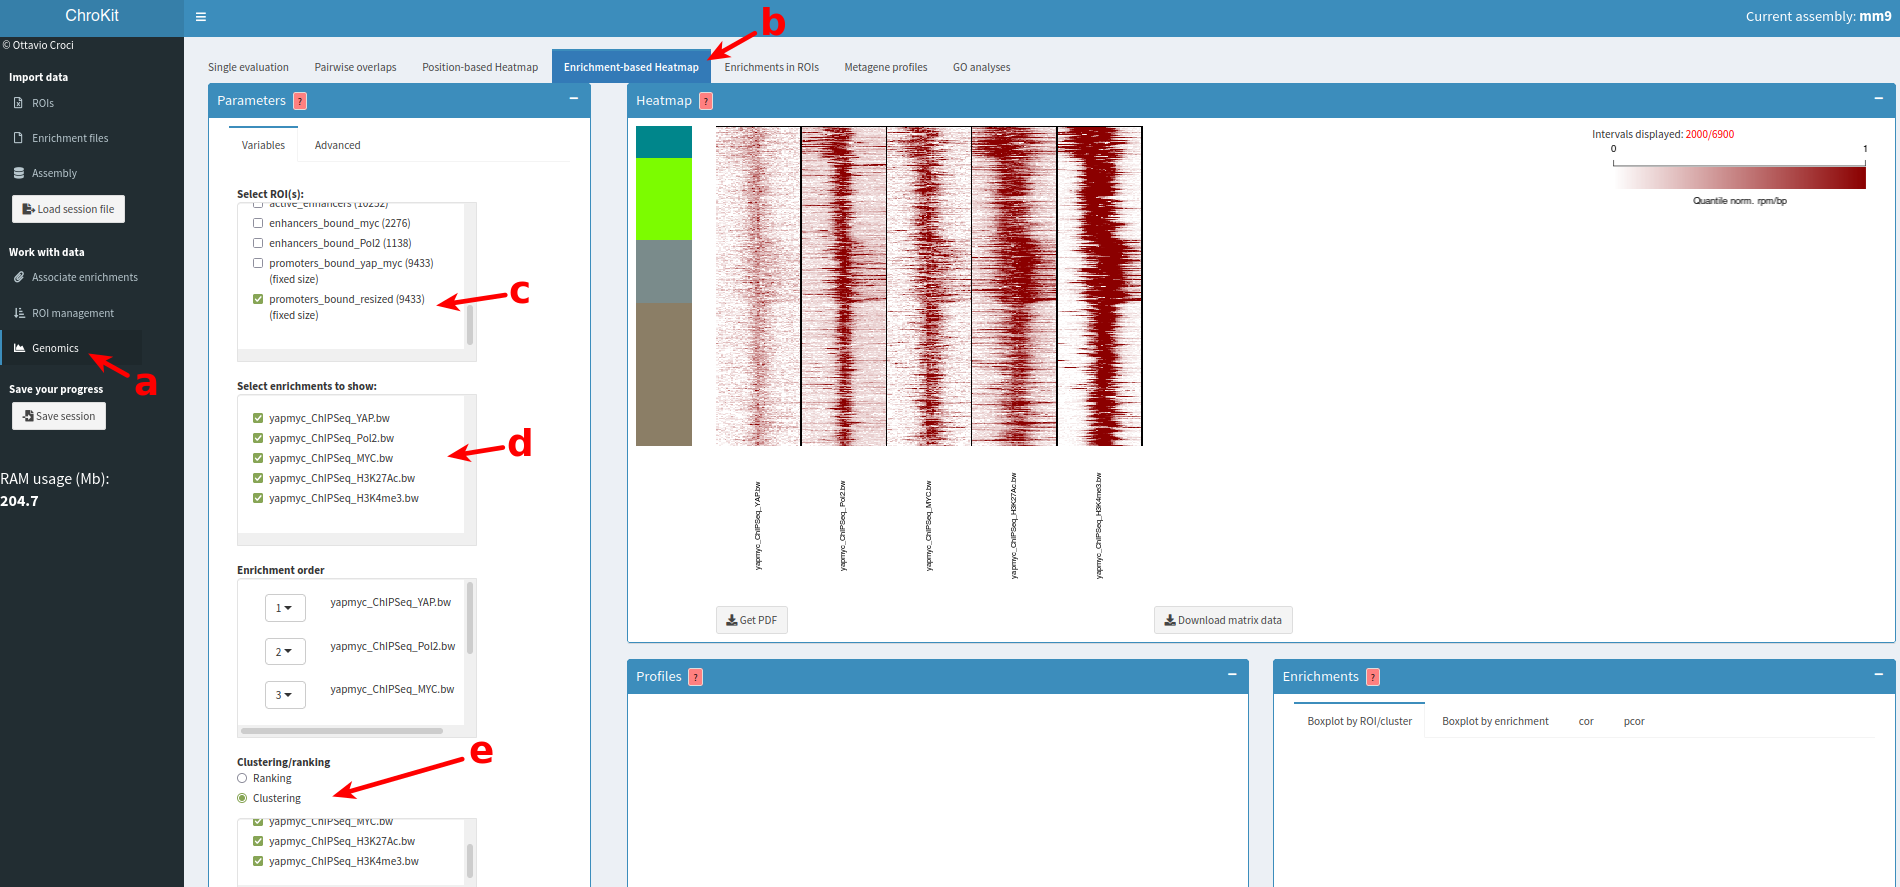 ChroKit
Current assembly: mm9
© Ottavio Croci
Import data
ROIs
Enrichment files
Assembly
Load session file
Work with data
Associate enrichments
ROI management
Genomics
a
Save your progress
Save session
RAM usage (Mb):
204.7
b
Single evaluation
Pairwise overlaps
Position-based Heatmap
Enrichment-based Heatmap
Enrichments in ROIs
Metagene profiles
GO analyses
Parameters ?
Variables
Advanced
Select ROI(s):
active_enhancers (10252)
enhancers_bound_myc (2276)
enhancers_bound_Pol2 (1138)
promoters_bound_yap_myc (9433)
(fixed size)
promoters_bound_resized (9433)
(fixed size)
c
Select enrichments to show:
yapmyc_ChIPSeq_YAP.bw
yapmyc_ChIPSeq_Pol2.bw
yapmyc_ChIPSeq_MYC.bw
yapmyc_ChIPSeq_H3K27Ac.bw
yapmyc_ChIPSeq_H3K4me3.bw
d
Enrichment order
1
yapmyc_ChIPSeq_YAP.bw
2
yapmyc_ChIPSeq_Pol2.bw
3
yapmyc_ChIPSeq_MYC.bw
e
Clustering/ranking
Ranking
Clustering
yapmyc_ChIPSeq_MYC.bw
yapmyc_ChIPSeq_H3K27Ac.bw
yapmyc_ChIPSeq_H3K4me3.bw
Heatmap ?
Intervals displayed: 2000/6900
0
1
Quantile norm. rpm/bp
yapmyc_ChIPSeq_YAP.bw
yapmyc_ChIPSeq_Pol2.bw
yapmyc_ChIPSeq_MYC.bw
yapmyc_ChIPSeq_H3K27Ac.bw
yapmyc_ChIPSeq_H3K4me3.bw
Get PDF
Download matrix data
Profiles ?
Enrichments ?
Boxplot by ROI/cluster
Boxplot by enrichment
cor
pcor